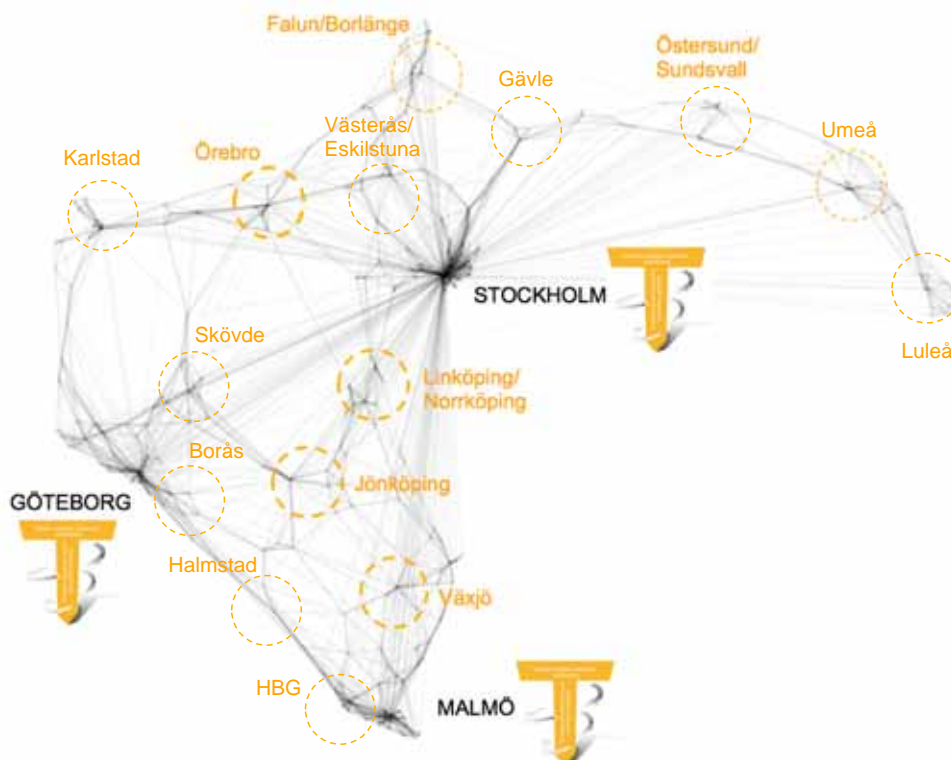 Falun/Borlänge
Östersund/
Sundsvall
Gävle
Västerås/
Eskilstuna
Umeå
Örebro
Karlstad
STOCKHOLM
Luleå
Skövde
Linköping/
Norrköping
Borås
Jönköping
GÖTEBORG
Halmstad
Växjö
HBG
MALMÖ